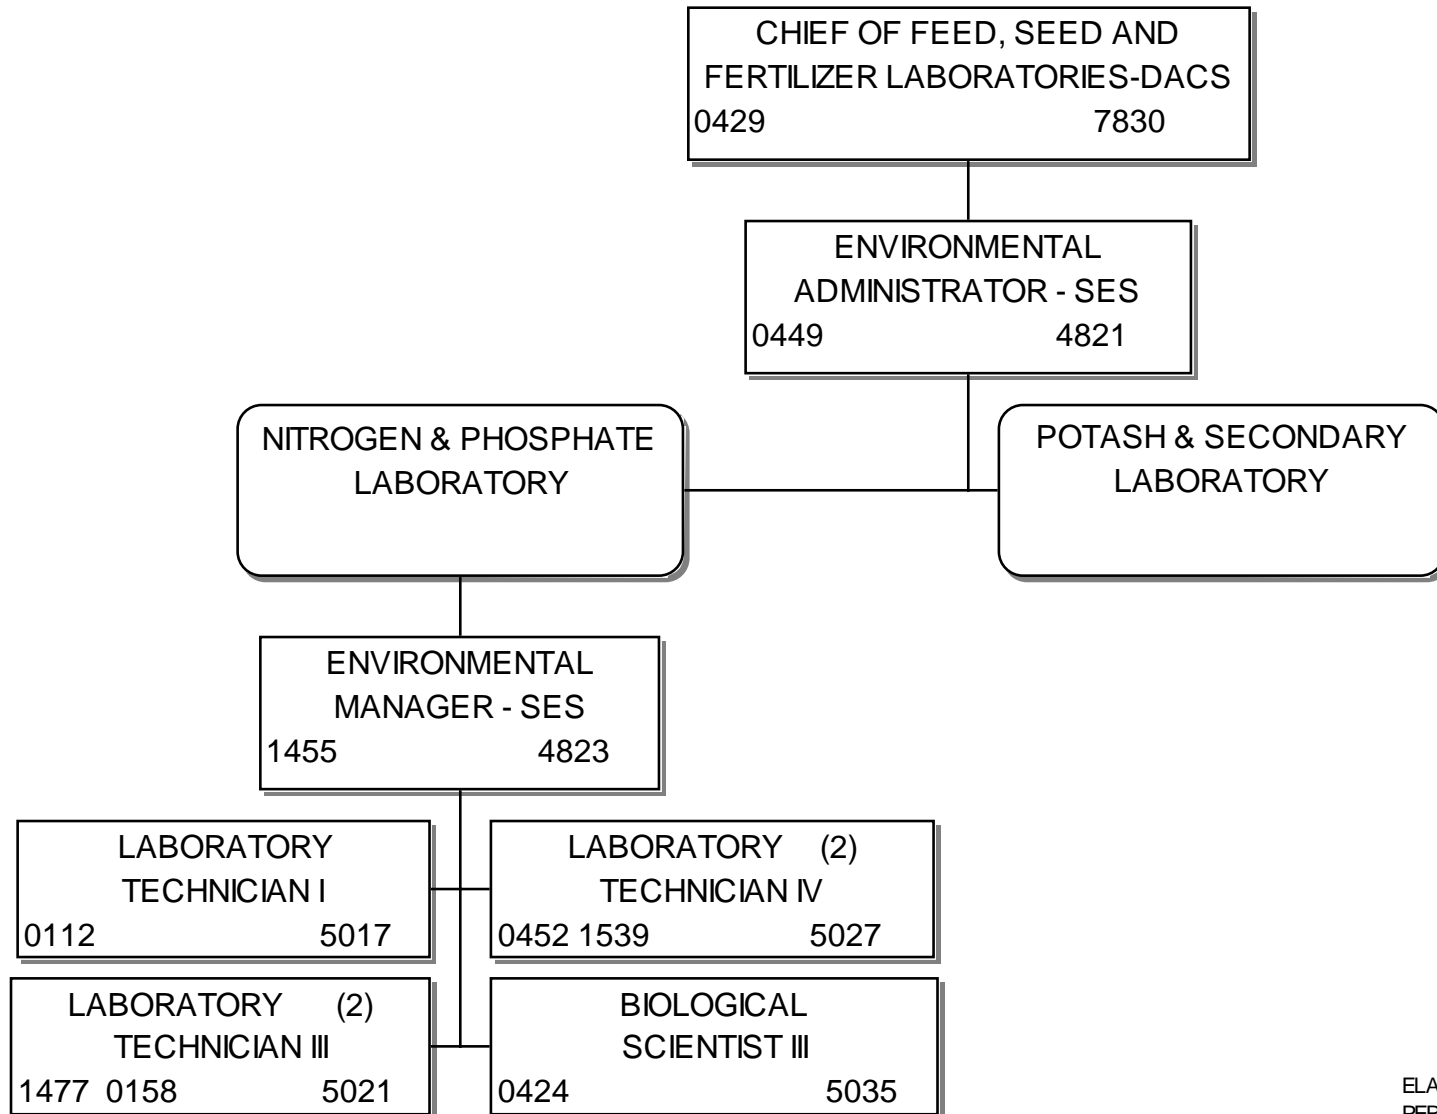 CHIEF OF FEED, SEED AND
FERTILIZER LABORATORIES-DACS
0429 7830
ENVIRONMENTAL
ADMINISTRATOR - SES
0449 4821
NITROGEN & PHOSPHATE
LABORATORY
POTASH & SECONDARY
LABORATORY
ENVIRONMENTAL
MANAGER - SES
1455 4823
LABORATORY
TECHNICIAN I
0112 5017
LABORATORY (2)
TECHNICIAN IV
0452 1539 5027
LABORATORY (2)
TECHNICIAN III
1477 0158 5021
BIOLOGICAL
SCIENTIST III
0424 5035